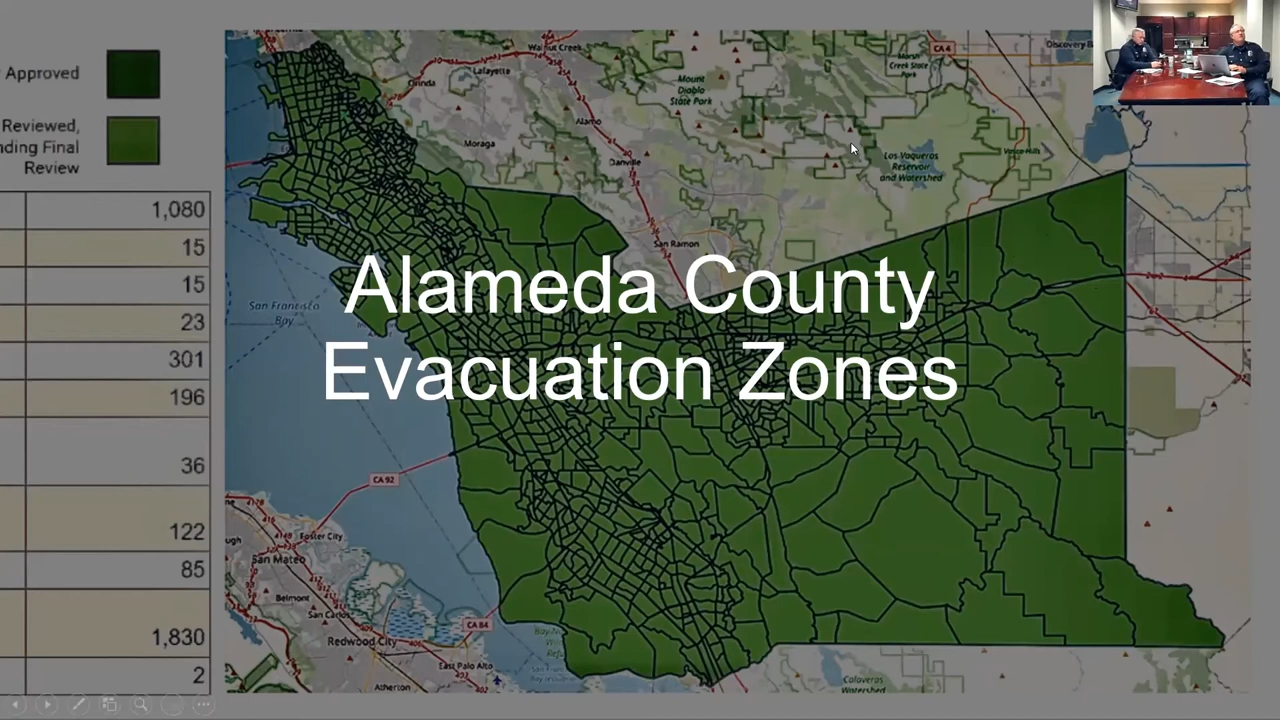 Approved
Reviewed,
nding Final
Review
1,080
15
15
23
301
196
36
122
85
1,830
2
Alameda County
Evacuation Zones
Walnut Creek
Orinda
Lafayette
Moraga
Alamo
Danville
San Ramon
Mount
Diablo
State Park
Marsh
Creek State
Park
CA 4
Discovery B
Los Vaqueros
Reservoir
and Watershed
Vasco Hills
San Francisco
Bay
CA 92
Foster City
San Mateo
Belmont
San Carlos
Redwood City
CA 84
East Palo Alto
Atherton
Calaveras
Watershed